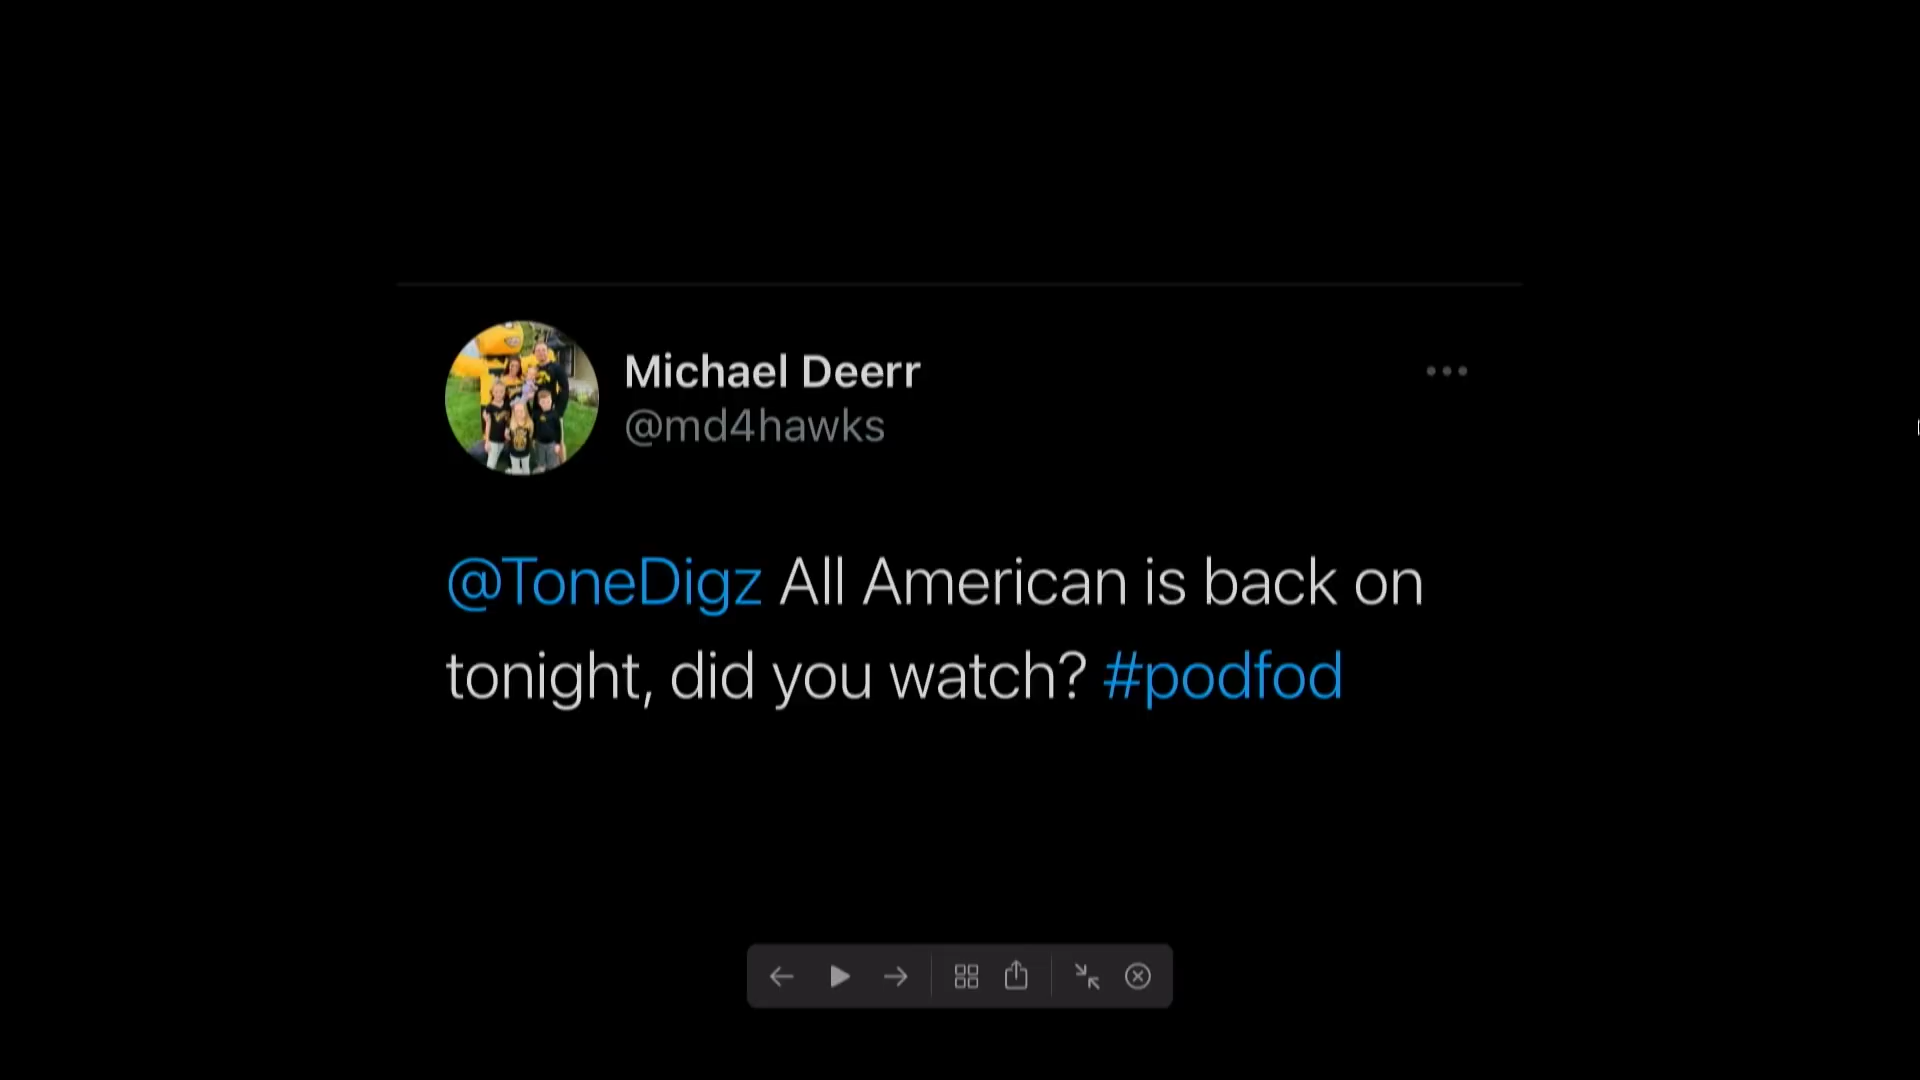 Michael Deerr
@md4hawks
@ToneDigz All American is back on
tonight, did you watch? #podfod